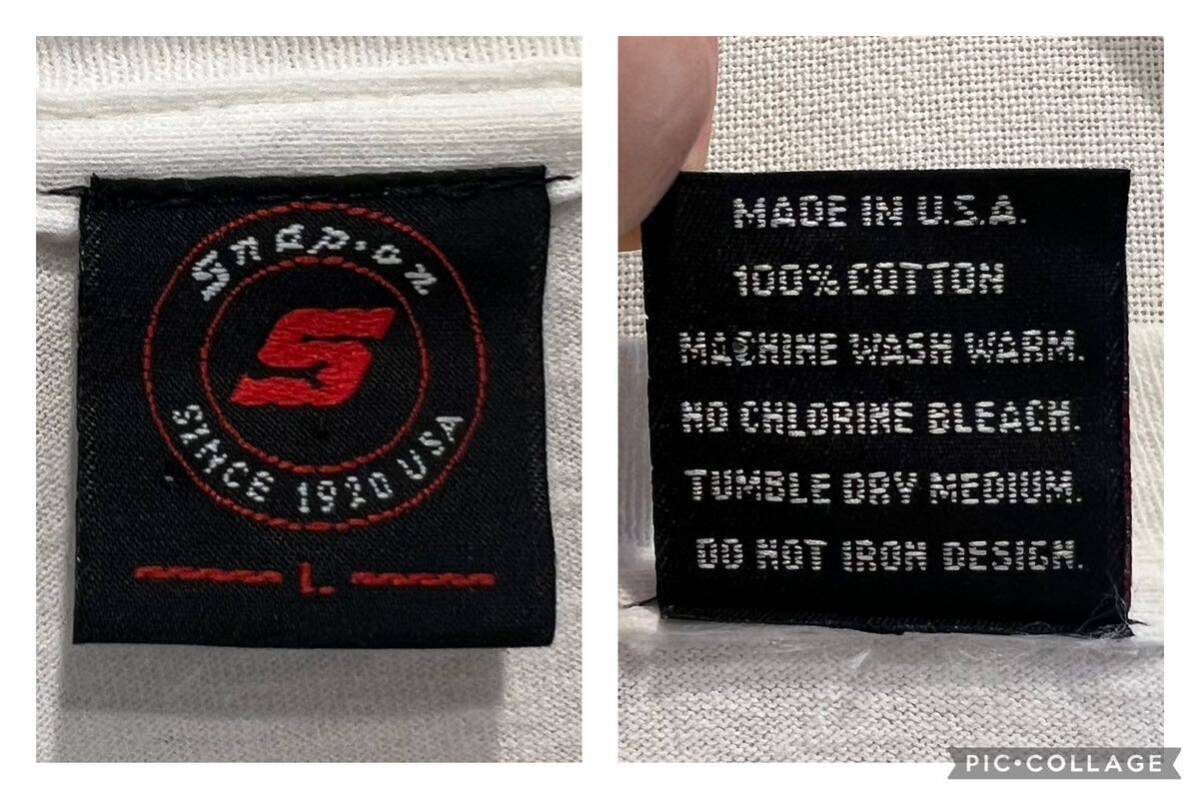 Snap-on
S
SINCE 1920 USA
L
MADE IN U.S.A.
100% COTTON
MACHINE WASH WARM.
NO CHLORINE BLEACH.
TUMBLE DRY MEDIUM.
DO NOT IRON DESIGN.
PIC•COLLAGE